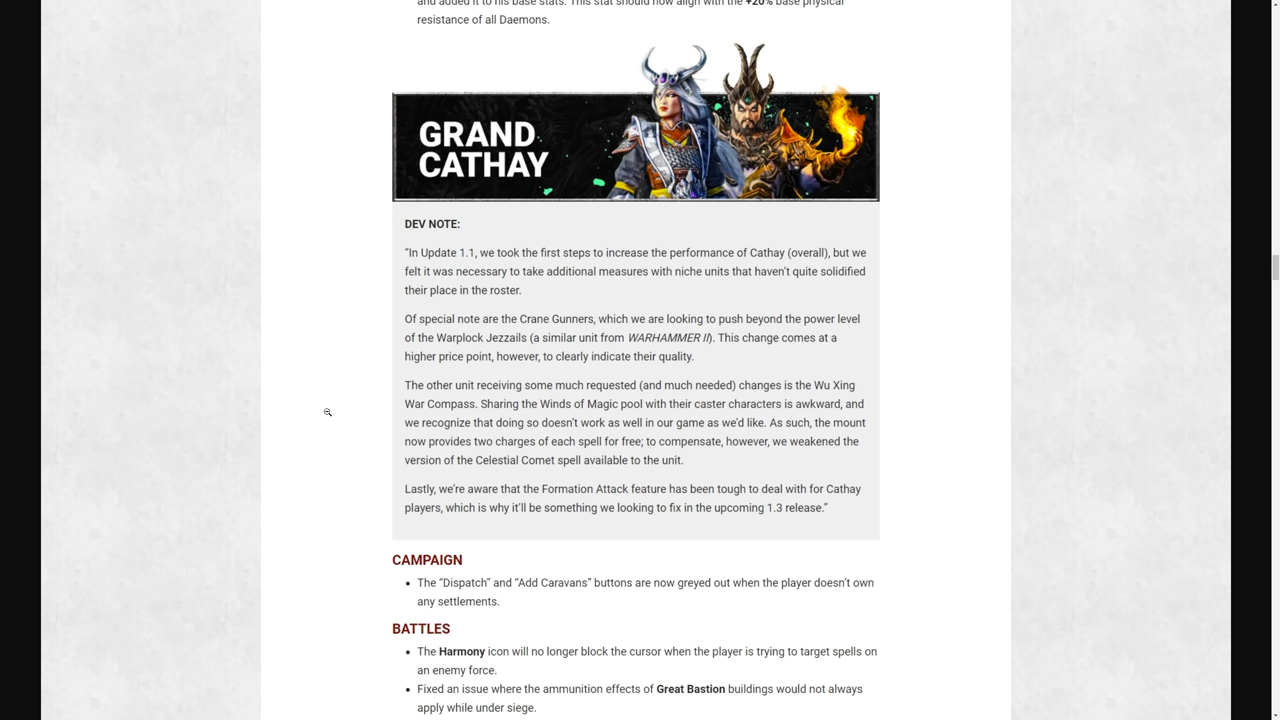 and added it to his base stats. This stat should now align with the +20% base physical
resistance of all Daemons.
GRAND
CATHAY
DEV NOTE:
“In Update 1.1, we took the first steps to increase the performance of Cathay (overall), but we
felt it was necessary to take additional measures with niche units that haven’t quite solidified
their place in the roster.
Of special note are the Crane Gunners, which we are looking to push beyond the power level
of the Warplock Jezzails (a similar unit from WARHAMMER II). This change comes at a
higher price point, however, to clearly indicate their quality.
The other unit receiving some much requested (and much needed) changes is the Wu Xing
War Compass. Sharing the Winds of Magic pool with their caster characters is awkward, and
we recognize that doing so doesn’t work as well in our game as we’d like. As such, the mount
now provides two charges of each spell for free; to compensate, however, we weakened the
version of the Celestial Comet spell available to the unit.
Lastly, we’re aware that the Formation Attack feature has been tough to deal with for Cathay
players, which is why it’ll be something we looking to fix in the upcoming 1.3 release.”
CAMPAIGN
• The “Dispatch” and “Add Caravans” buttons are now greyed out when the player doesn’t own
any settlements.
BATTLES
• The Harmony icon will no longer block the cursor when the player is trying to target spells on
an enemy force.
• Fixed an issue where the ammunition effects of Great Bastion buildings would not always
apply while under siege.